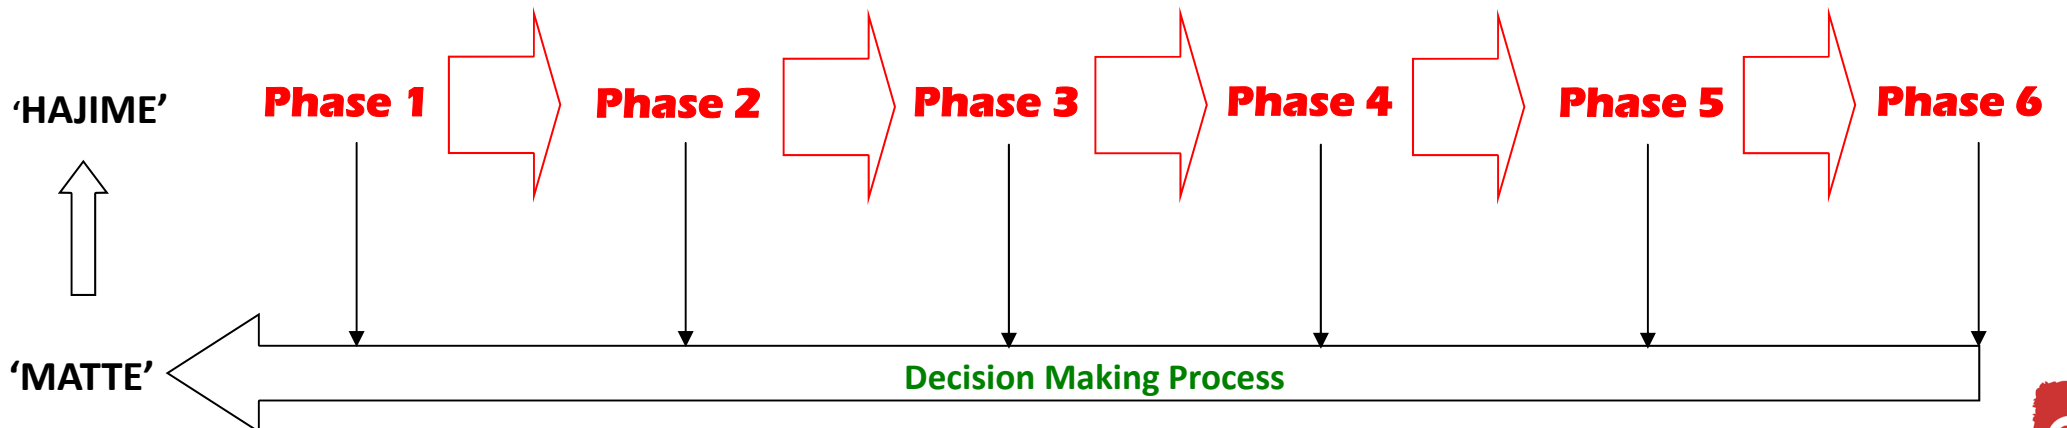 ‘HAJIME’ Phase 1 Phase 2 Phase 3 Phase 4 Phase 5 Phase 6
‘MATTE’ Decision Making Process